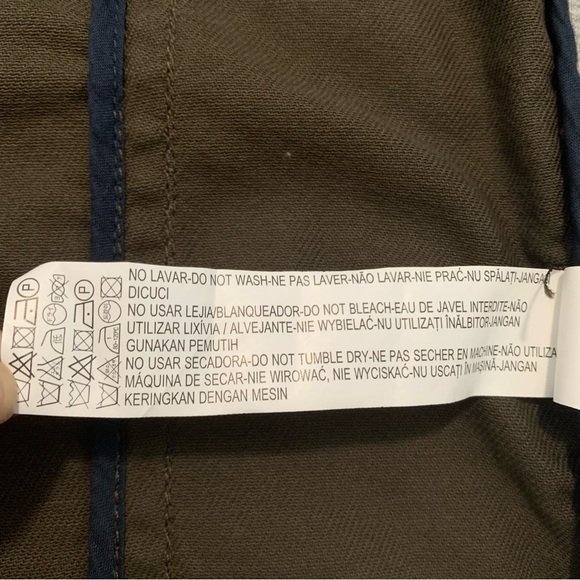 NO LAVAR-DO NOT WASH-NE PAS LAVER-NÃO LAVAR-NIE PRAĆ-NU SPĂLAȚI-JANGAN
DICUCI
NO USAR LEJIA/BLANQUEADOR-DO NOT BLEACH-EAU DE JAVEL INTERDITE-NÃO
UTILIZAR LIXÍVIA / ALVEJANTE-NIE WYBIELAĆ-NU UTILIZAȚI ÎNĂLBITOR-JANGAN
GUNAKAN PEMUTIH
NO USAR SECADORA-DO NOT TUMBLE DRY-NE PAS SECHER EN MACHINE-NÃO UTILIZA
MÁQUINA DE SECAR-NIE WIROWAĆ, NIE WYCISKAĆ-NU USCAȚI ÎN MAȘINĂ-JANGAN
KERINGKAN DENGAN MESIN